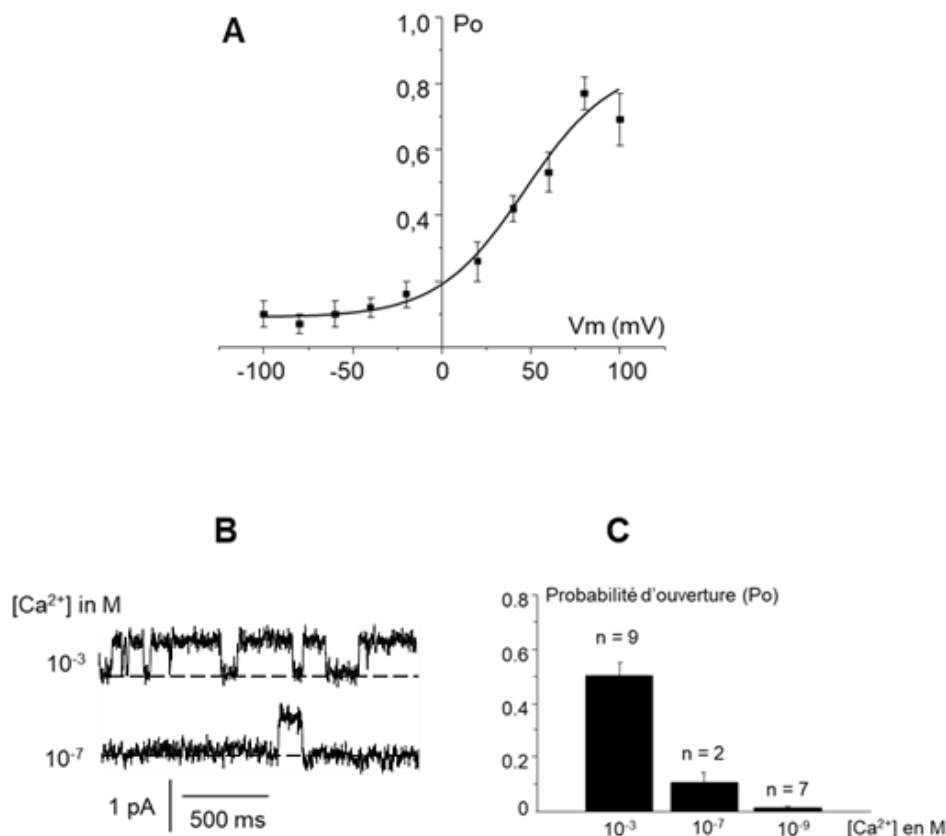 A
Po
1,0
0,8
0,6
0,4
Vm (mV)
-100 -50 0 50 100
B
[Ca²⁺] in M
10⁻³
10⁻⁷
1 pA
500 ms
C
Probabilité d'ouverture (Po)
0.8
0.6
0.4
0.2
0
n = 9
n = 2
n = 7
10⁻³ 10⁻⁷ 10⁻⁹ [Ca²⁺] en M